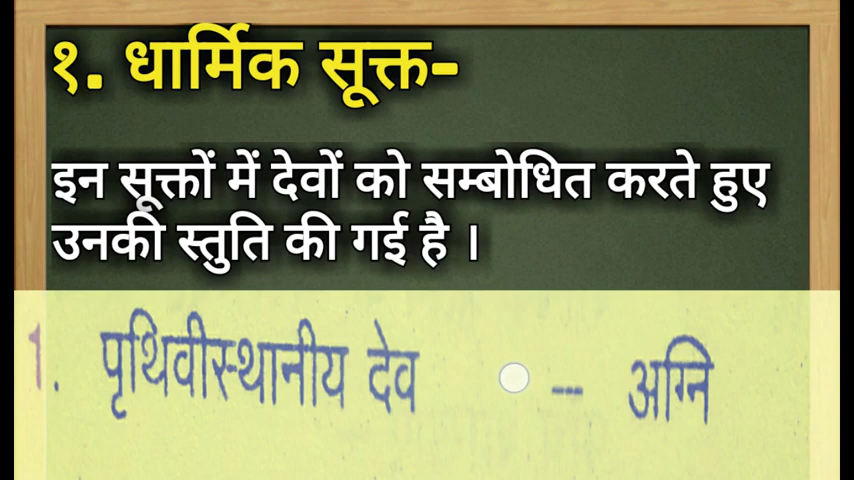 १. धार्मिक सूक्त-
इन सूक्तों में देवों को सम्बोधित करते हुए
उनकी स्तुति की गई है ।
1. पृथिवीस्थानीय देव -- अग्नि